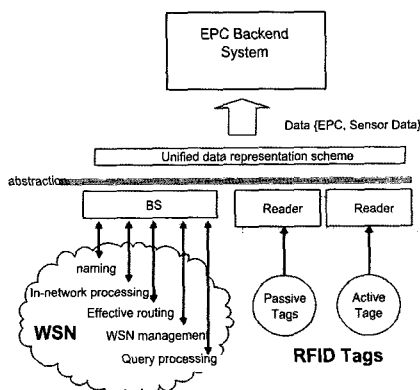 EPC Backend
System
Data {EPC, Sensor Data}
Unified data representation scheme
abstraction
BS
Reader
Reader
naming
In-network processing
Effective routing
WSN
WSN management
Query processing
Passive
Tags
Active
Tage
RFID Tags